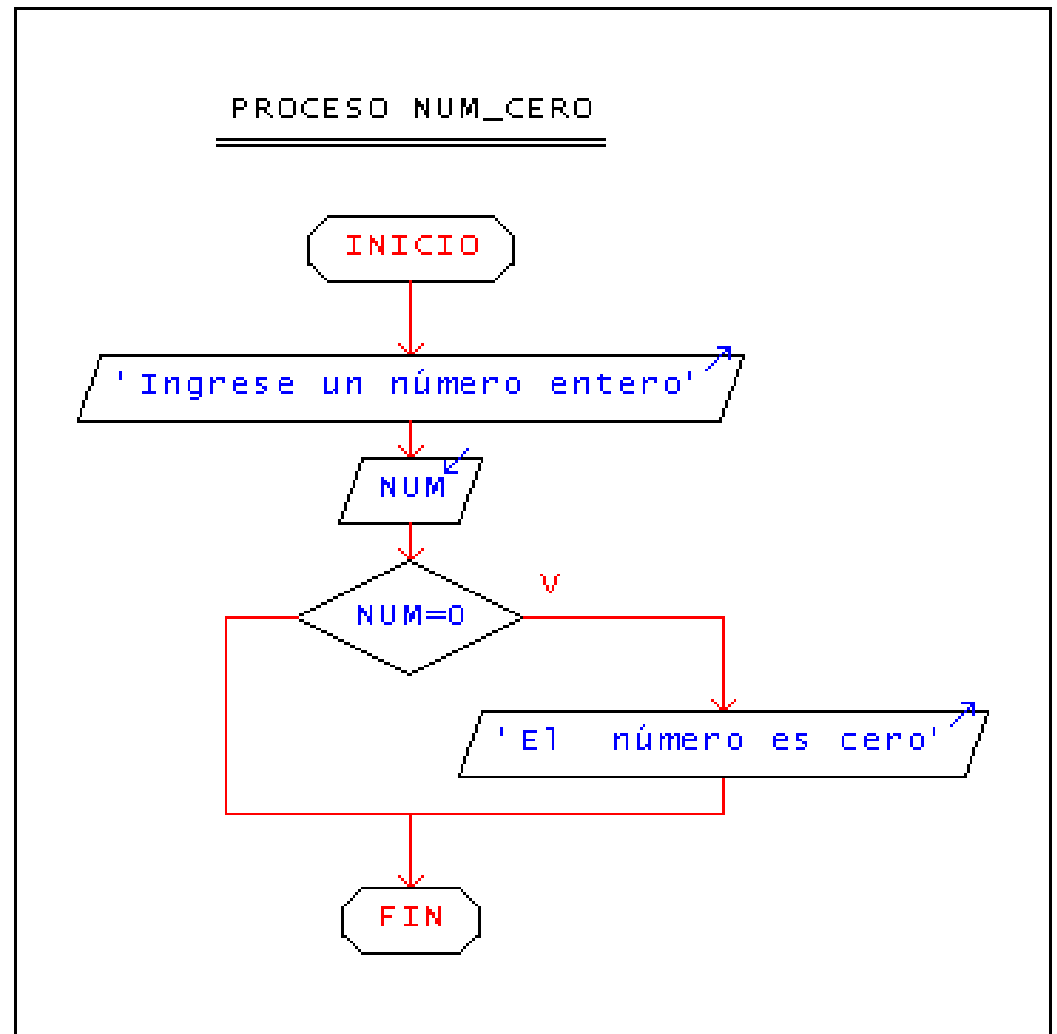 PROCESO NUM_CERO
INICIO
'Ingrese un número entero'
NUM
V
NUM=0
'El  número es cero'
FIN